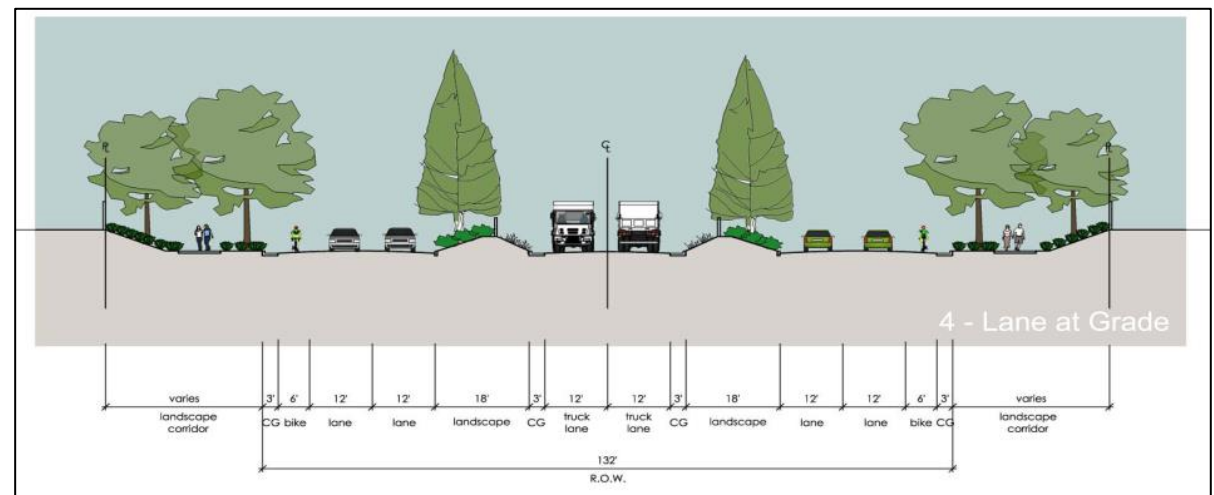 ℄
4 - Lane at Grade
varies 3' 6' 12' 12' 18' 3' 12' 12' 3' 18' 12' 12' 6' 3' varies
landscape corridor CG bike lane lane landscape CG truck lane truck lane CG landscape lane lane bike CG landscape corridor
132'
R.O.W.